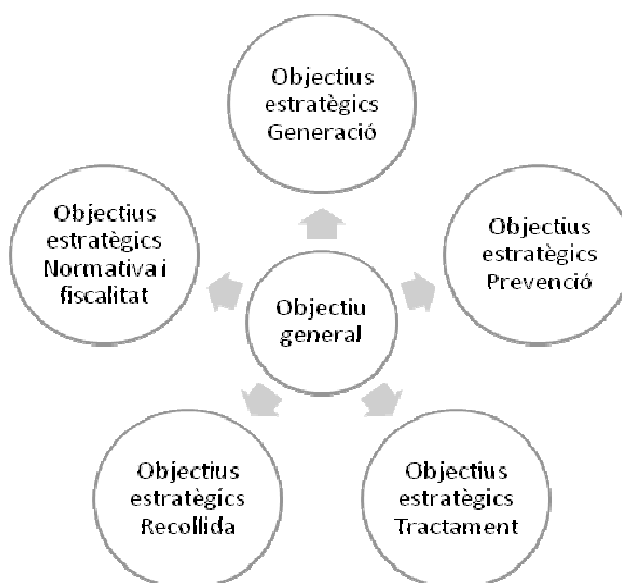 Objectius
estratègics
Generació
Objectius
estratègics
Normativa i
fiscalitat
Objectius
estratègics
Prevenció
Objectiu
general
Objectius
estratègics
Recollida
Objectius
estratègics
Tractament